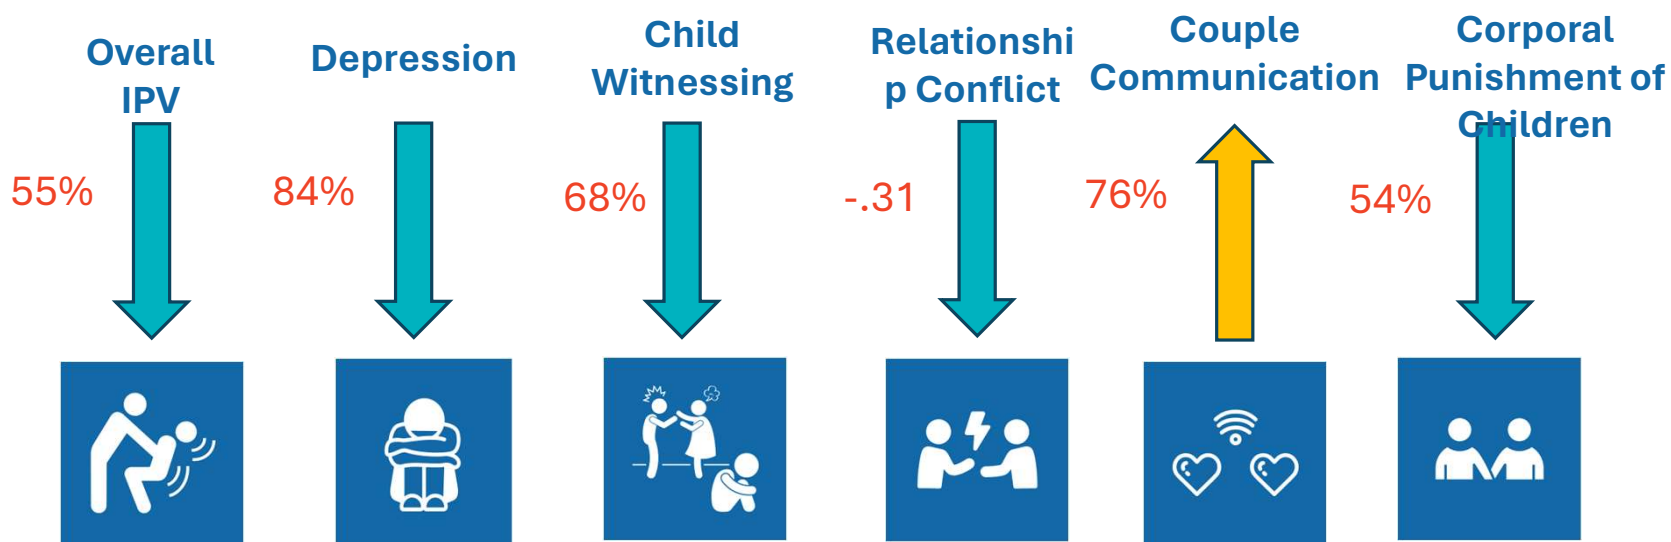 Overall
IPV
55%
Depression
84%
Child
Witnessing
68%
Relationshi
p Conflict
-.31
Couple
Communication
76%
Corporal
Punishment of
Children
54%